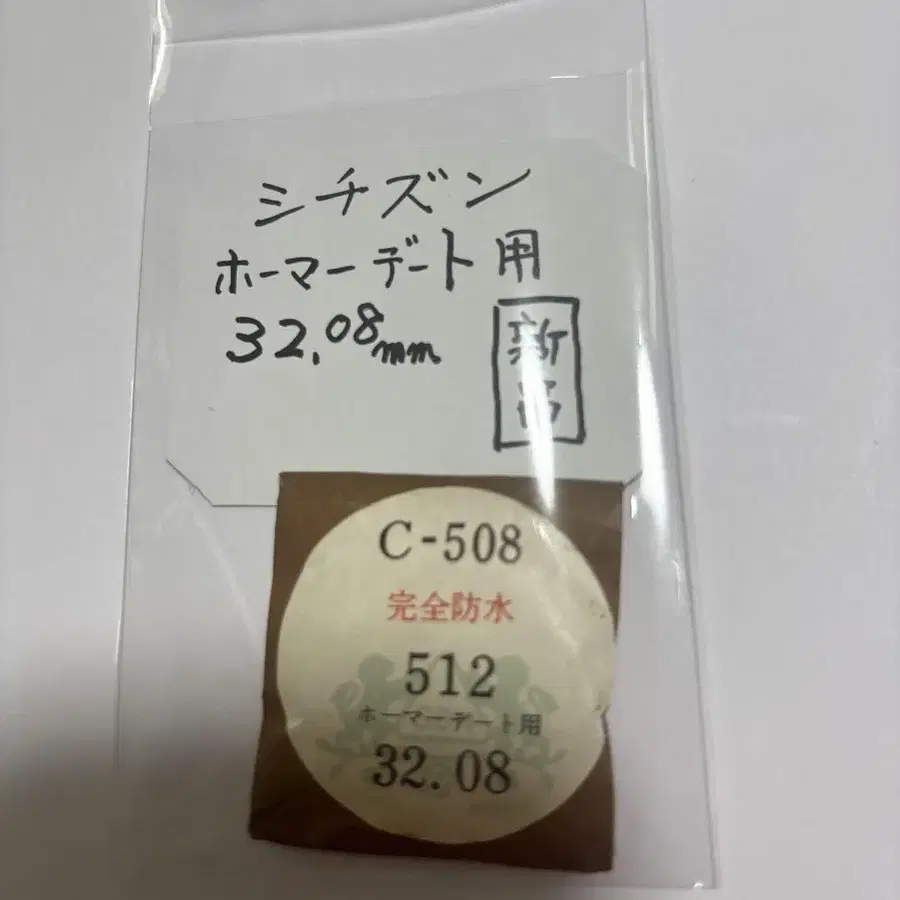 シチズン
ホーマーデート用
32.08mm
新品
C-508
完全防水
512
ホーマーデート用
32.08